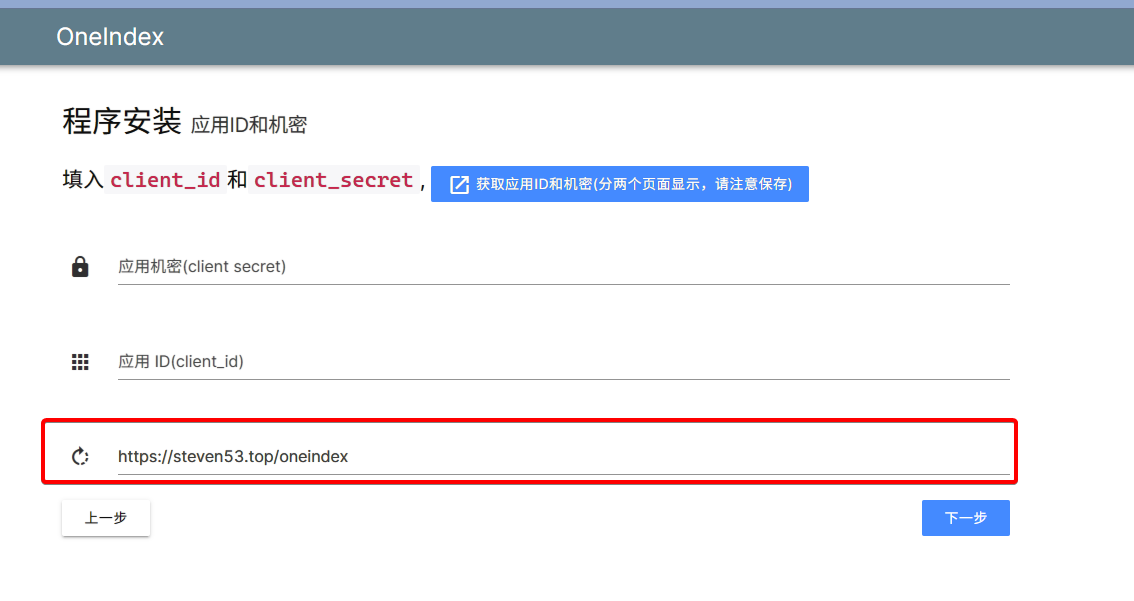 OneIndex
程序安装 应用ID和机密
填入 client_id 和 client_secret , 获取应用ID和机密(分两个页面显示，请注意保存)
应用机密(client secret)
应用 ID(client_id)
https://steven53.top/oneindex
上一步 下一步